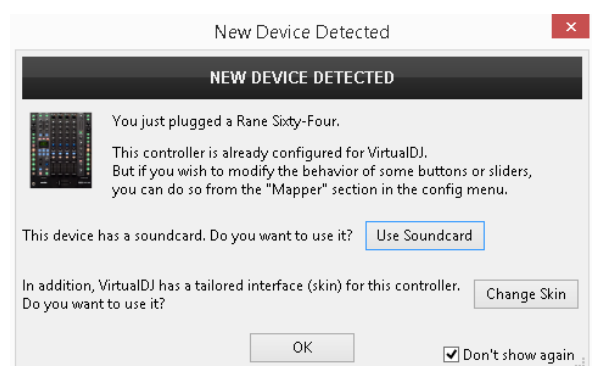 New Device Detected
NEW DEVICE DETECTED
You just plugged a Rane Sixty-Four.
This controller is already configured for VirtualDJ.
But if you wish to modify the behavior of some buttons or sliders,
you can do so from the "Mapper" section in the config menu.
This device has a soundcard. Do you want to use it? Use Soundcard
In addition, VirtualDJ has a tailored interface (skin) for this controller.
Do you want to use it?
Change Skin
OK
Don't show again